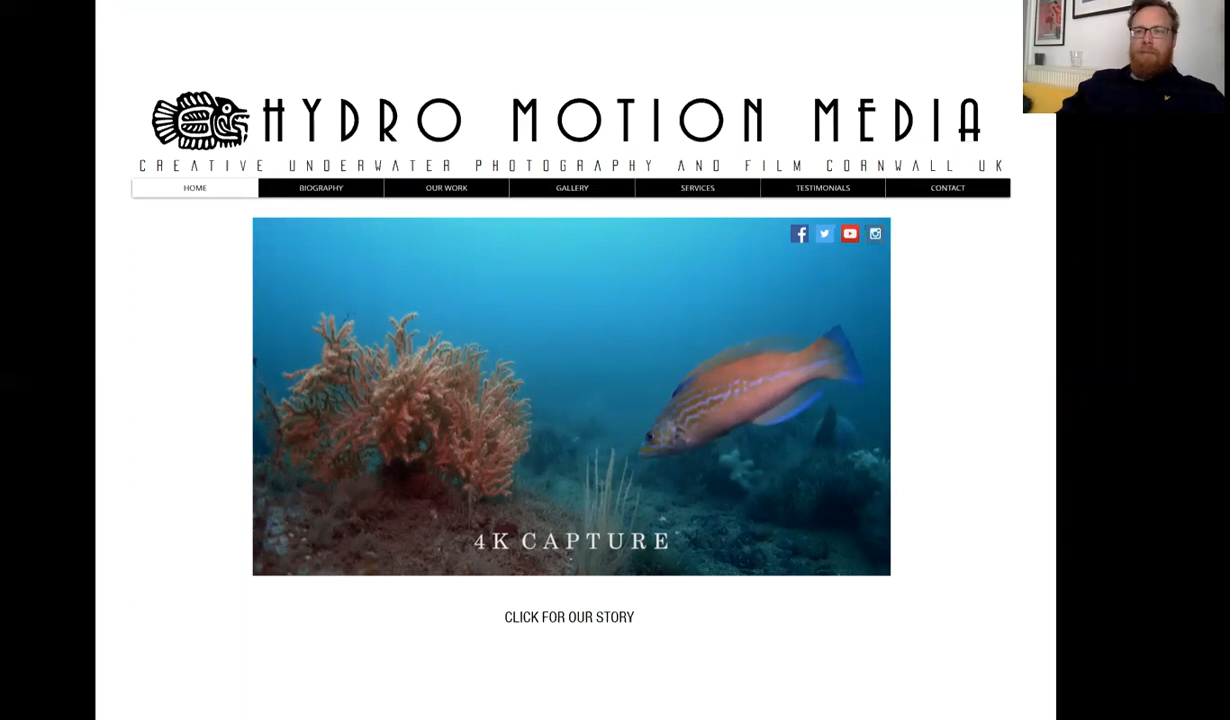 HYDRO MOTION MEDIA
CREATIVE UNDERWATER PHOTOGRAPHY AND FILM CORNWALL UK
HOME BIOGRAPHY OUR WORK GALLERY SERVICES TESTIMONIALS CONTACT
4K CAPTURE
CLICK FOR OUR STORY